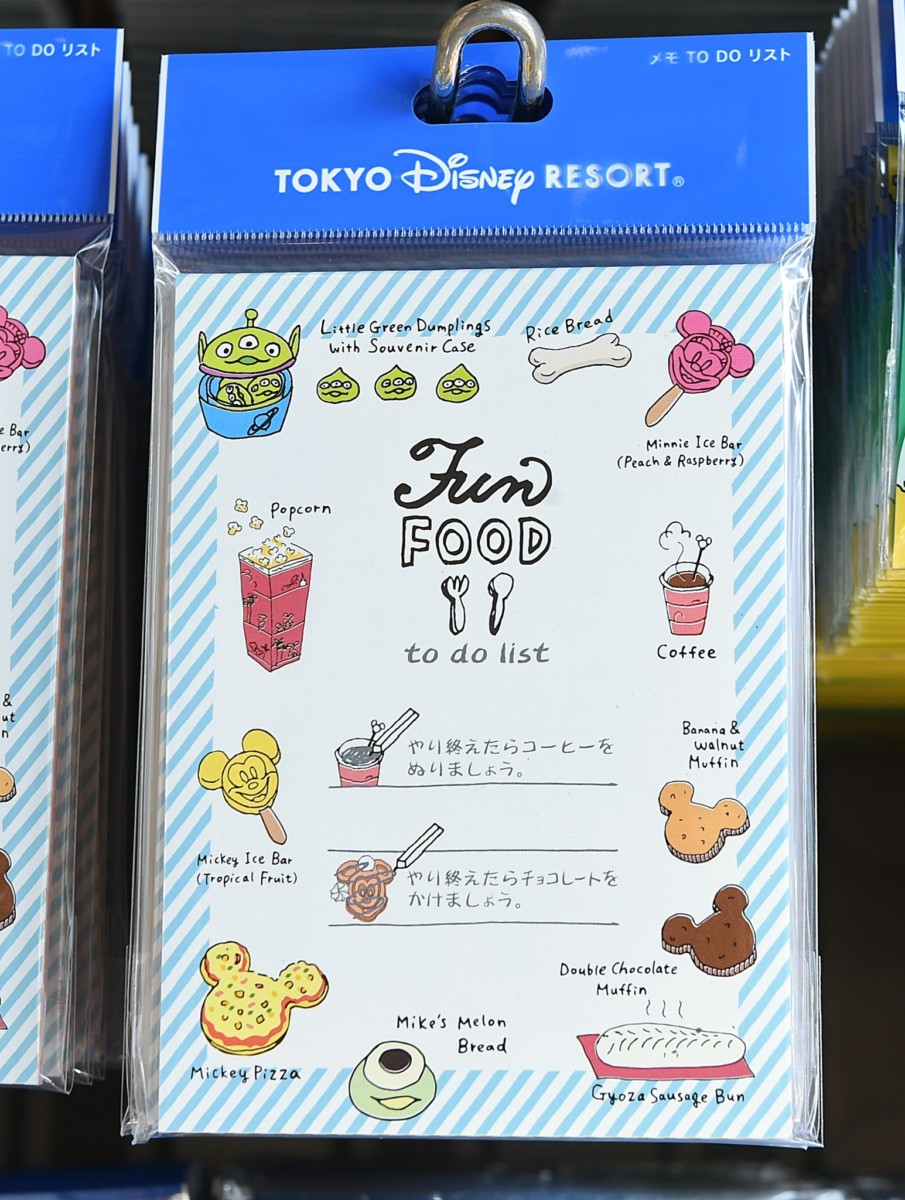 TO DO リスト
メモ TO DO リスト
TOKYO Disney RESORT®
Little Green Dumplings
with Souvenir Case
Rice Bread
Minnie Ice Bar
(Peach & Raspberry)
Fun
FOOD
to do list
Popcorn
Coffee
やり終えたらコーヒーを
ぬりましょう。
Banana &
Walnut
Muffin
Mickey Ice Bar
(Tropical Fruit)
やり終えたらチョコレートを
かけましょう。
Double Chocolate
Muffin
Mickey Pizza
Mike's Melon
Bread
Gyoza Sausage Bun
e Bar
erry)
&
ut
n